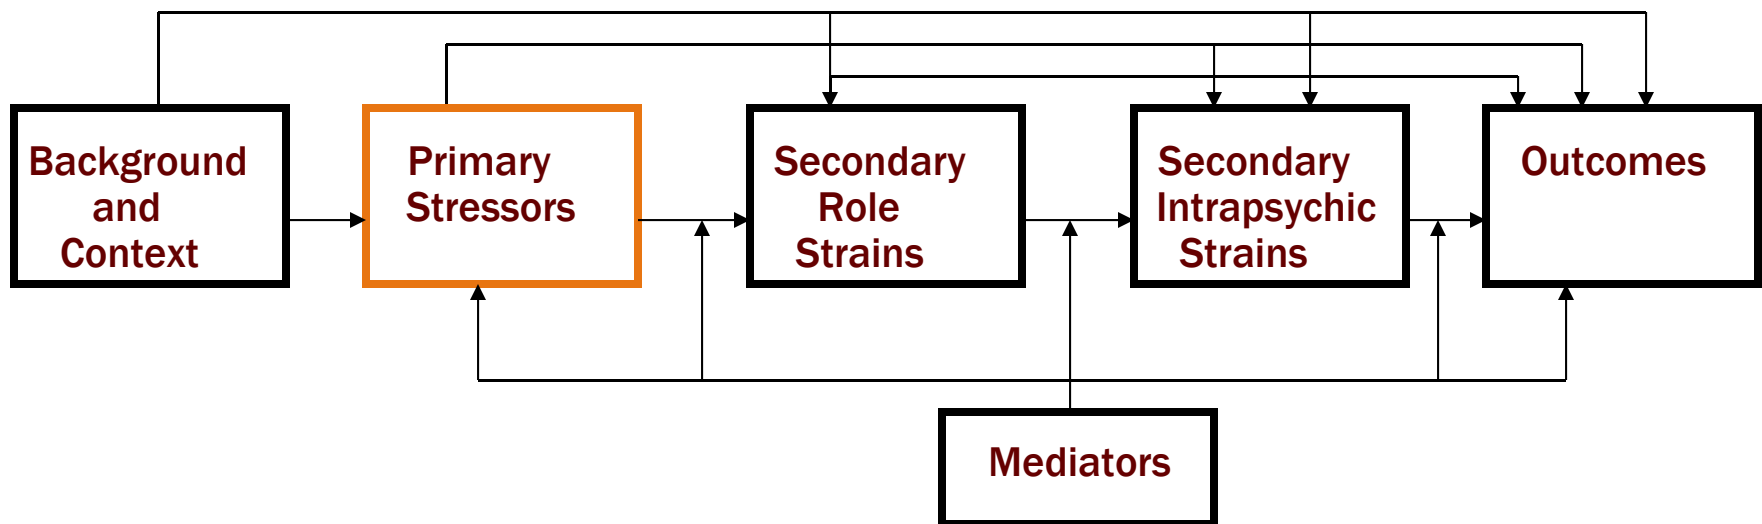 Background
and
Context
Primary
Stressors
Secondary
Role
Strains
Secondary
Intrapsychic
Strains
Outcomes
Mediators